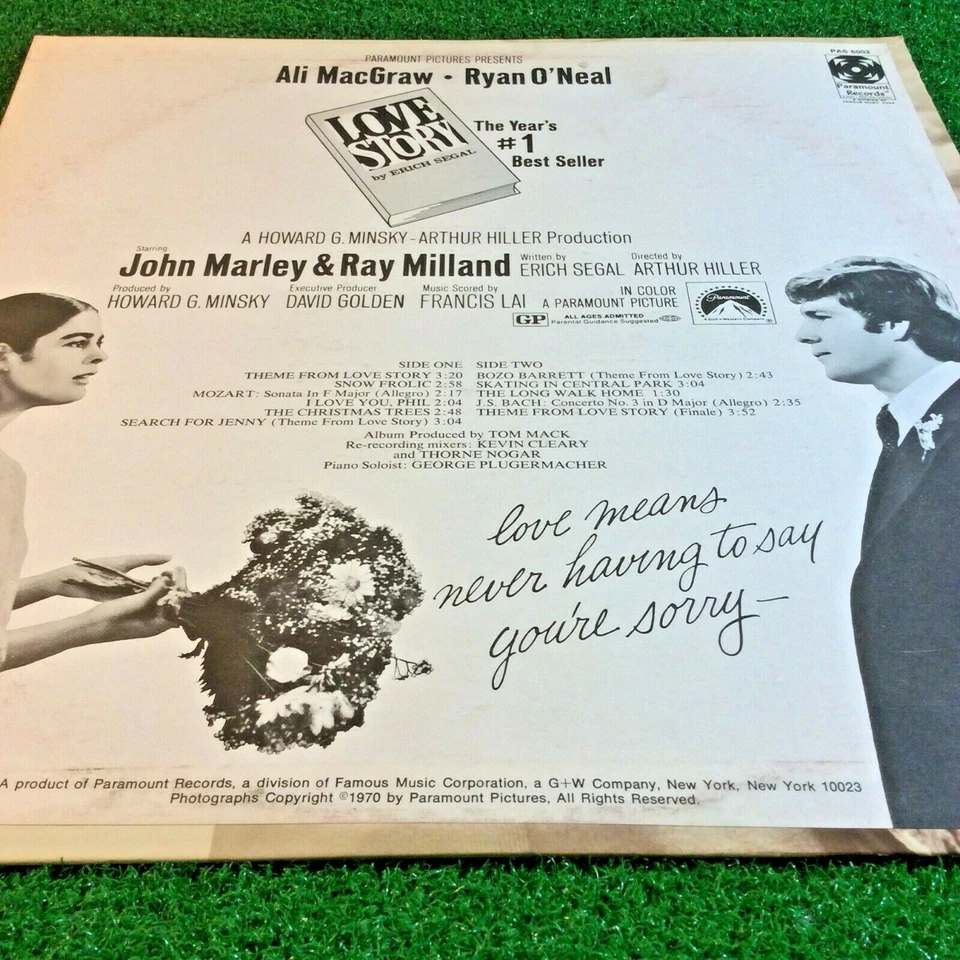 PARAMOUNT PICTURES PRESENTS
Ali MacGraw • Ryan O'Neal
PAS 6002
Paramount
Records
LOVE
STORY
by ERICH SEGAL
The Year's
#1
Best Seller
A HOWARD G. MINSKY - ARTHUR HILLER Production
Starring
John Marley & Ray Milland
Written by
ERICH SEGAL
Directed by
ARTHUR HILLER
Produced by
HOWARD G. MINSKY
Executive Producer
DAVID GOLDEN
Music Scored by
FRANCIS LAI
IN COLOR
A PARAMOUNT PICTURE
Paramount
GP ALL AGES ADMITTED
Parental Guidance Suggested
SIDE ONE
THEME FROM LOVE STORY 3:20
SNOW FROLIC 2:58
MOZART: Sonata In F Major (Allegro) 2:17
I LOVE YOU, PHIL 2:04
THE CHRISTMAS TREES 2:48
SEARCH FOR JENNY (Theme From Love Story) 3:04
SIDE TWO
BOZO BARRETT (Theme From Love Story) 2:43
SKATING IN CENTRAL PARK 3:04
THE LONG WALK HOME 1:30
J.S. BACH: Concerto No. 3 in D Major (Allegro) 2:35
THEME FROM LOVE STORY (Finale) 3:52
Album Produced by TOM MACK
Re-recording mixers: KEVIN CLEARY
and THORNE NOGAR
Piano Soloist: GEORGE PLUGERMACHER
love means
never having to say
you're sorry—
A product of Paramount Records, a division of Famous Music Corporation, a G+W Company, New York, New York 10023
Photographs Copyright ©1970 by Paramount Pictures, All Rights Reserved.